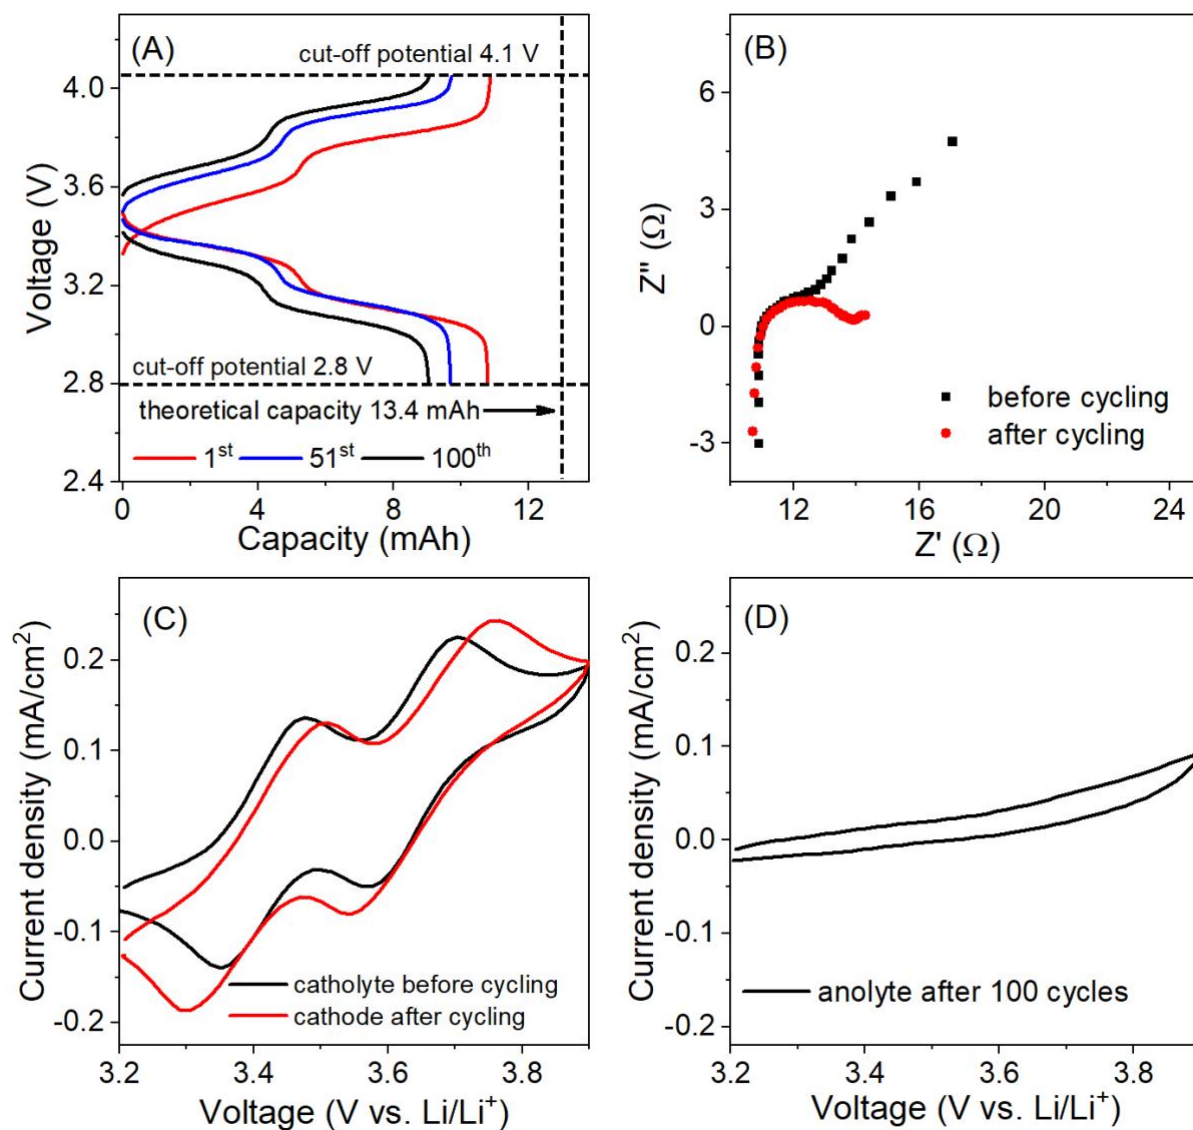 (A)
cut-off potential 4.1 V
4.0
3.6
3.2
2.8
2.4
Voltage (V)
cut-off potential 2.8 V
theoretical capacity 13.4 mAh
1st 51st 100th
0 4 8 12
Capacity (mAh)
(B)
6
3
0
-3
Z'' (Ω)
before cycling
after cycling
12 16 20 24
Z' (Ω)
(C)
0.2
0.1
0.0
-0.1
-0.2
Current density (mA/cm2)
catholyte before cycling
cathode after cycling
3.2 3.4 3.6 3.8
Voltage (V vs. Li/Li+)
(D)
0.2
0.1
0.0
-0.1
-0.2
Current density (mA/cm2)
anolyte after 100 cycles
3.2 3.4 3.6 3.8
Voltage (V vs. Li/Li+)